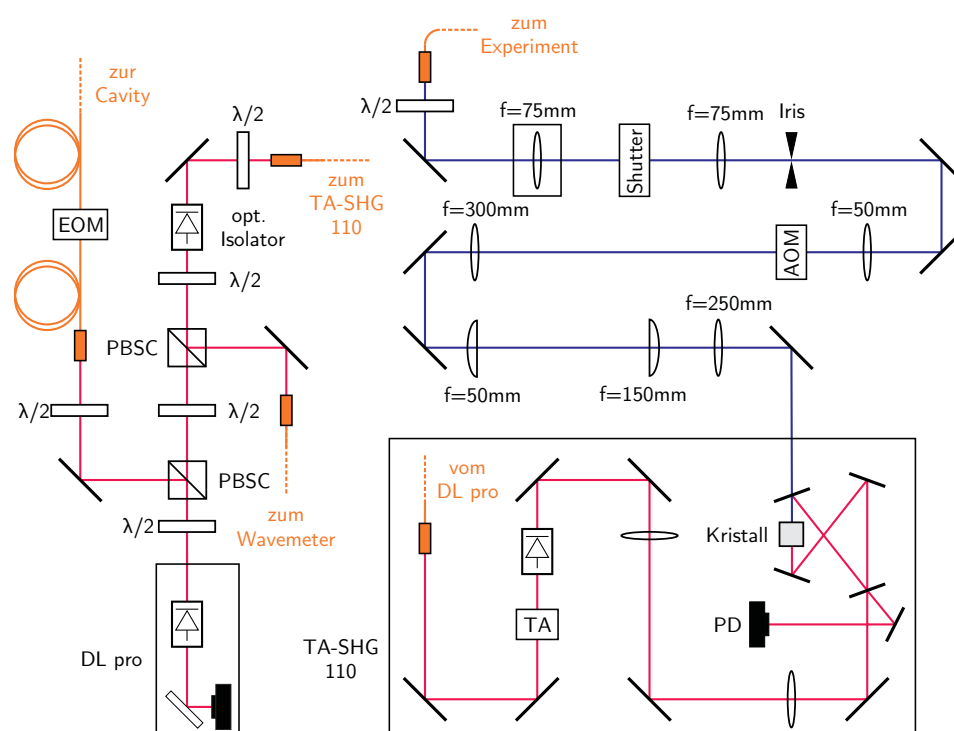 zum
Experiment
zur
Cavity
λ/2
λ/2
f=75mm
Shutter
f=75mm
Iris
zum
TA-SHG
110
EOM
opt.
Isolator
f=300mm
AOM
f=50mm
λ/2
PBSC
f=250mm
λ/2
λ/2
f=50mm
f=150mm
PBSC
vom
DL pro
λ/2
zum
Wavemeter
Kristall
TA
PD
DL pro
TA-SHG
110